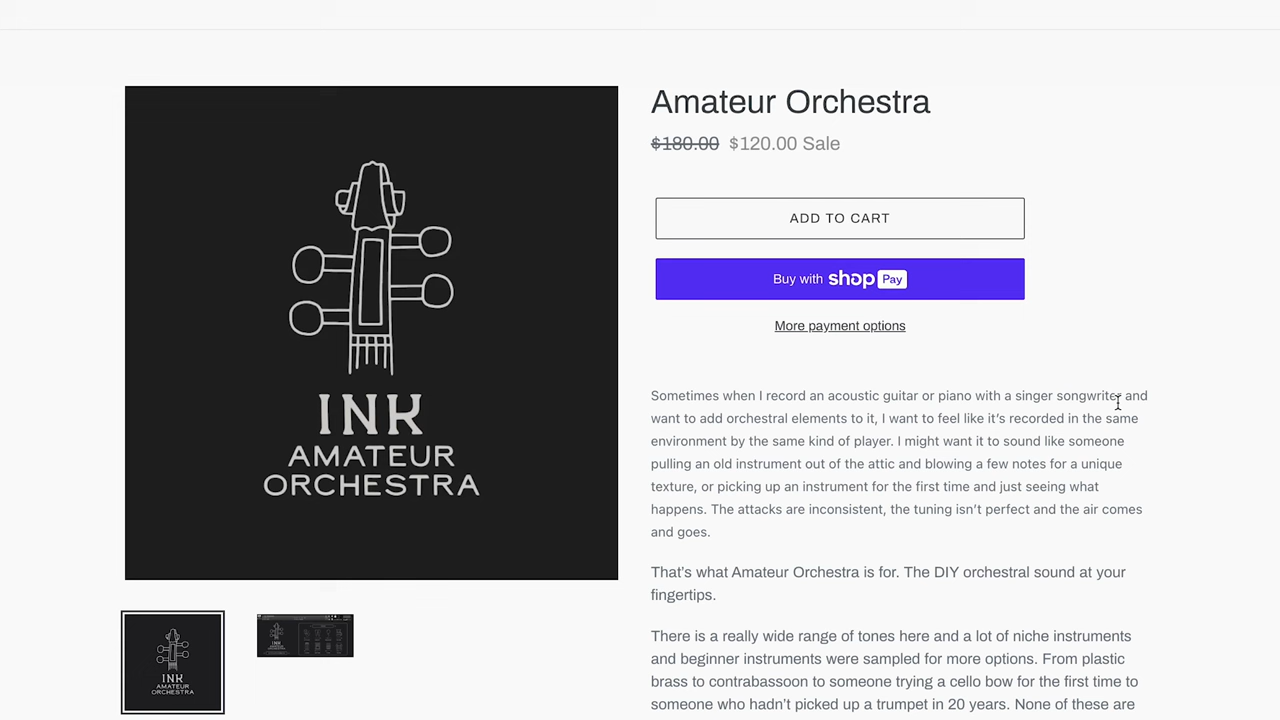 Amateur Orchestra
$180.00 $120.00 Sale
ADD TO CART
Buy with shop Pay
More payment options
INK
AMATEUR
ORCHESTRA
Sometimes when I record an acoustic guitar or piano with a singer songwriter and
want to add orchestral elements to it, I want to feel like it’s recorded in the same
environment by the same kind of player. I might want it to sound like someone
pulling an old instrument out of the attic and blowing a few notes for a unique
texture, or picking up an instrument for the first time and just seeing what
happens. The attacks are inconsistent, the tuning isn’t perfect and the air comes
and goes.
That’s what Amateur Orchestra is for. The DIY orchestral sound at your
fingertips.
There is a really wide range of tones here and a lot of niche instruments
and beginner instruments were sampled for more options. From plastic
brass to contrabassoon to someone trying a cello bow for the first time to
someone who hadn’t picked up a trumpet in 20 years. None of these are
INK
AMATEUR
ORCHESTRA